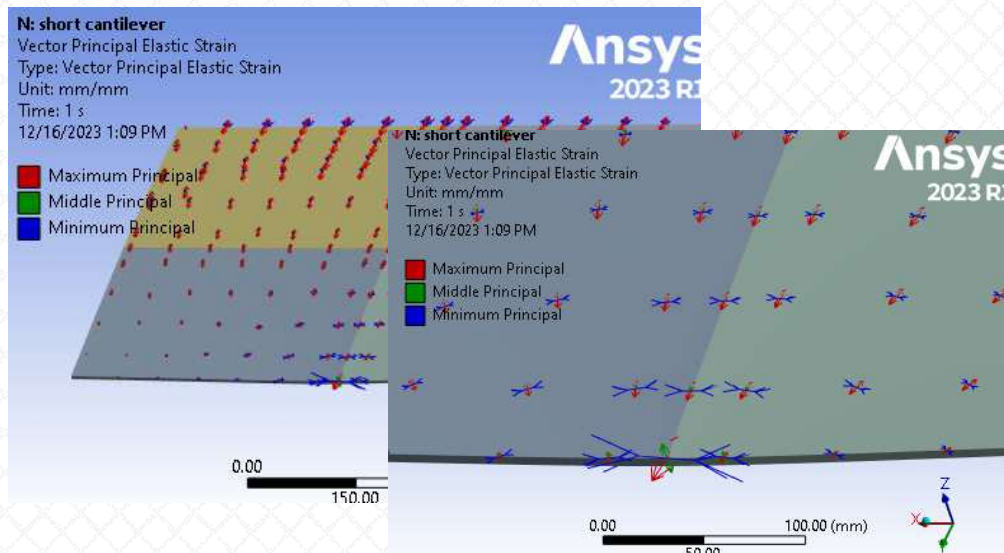 N: short cantilever
Vector Principal Elastic Strain
Type: Vector Principal Elastic Strain
Unit: mm/mm
Time: 1 s
12/16/2023 1:09 PM
Maximum Principal
Middle Principal
Minimum Principal
Ansys
2023 R1
0.00
150.00
N: short cantilever
Vector Principal Elastic Strain
Type: Vector Principal Elastic Strain
Unit: mm/mm
Time: 1 s
12/16/2023 1:09 PM
Maximum Principal
Middle Principal
Minimum Principal
Ansys
2023 R
0.00
100.00 (mm)
50.00
Z
X